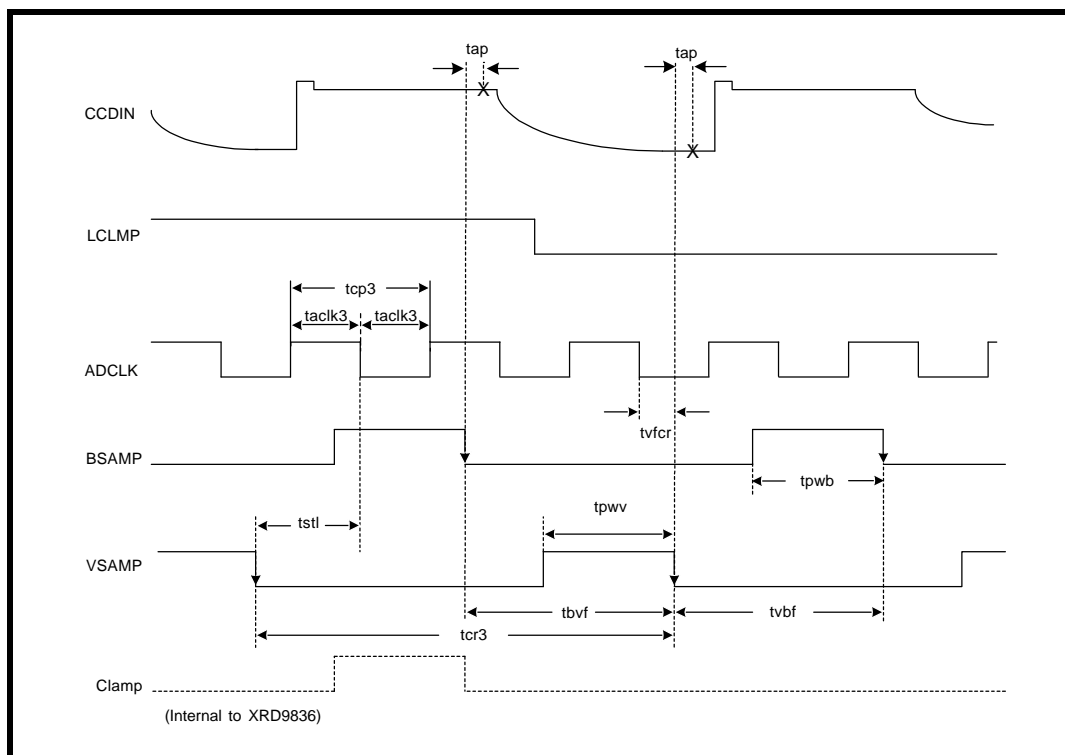 tap
tap
CCDIN
X
X
LCLMP
tcp3
taclk3 taclk3
ADCLK
tvfcr
BSAMP
tpwb
tpwv
tstl
VSAMP
tbvf
tvbf
tcr3
Clamp
(Internal to XRD9836)